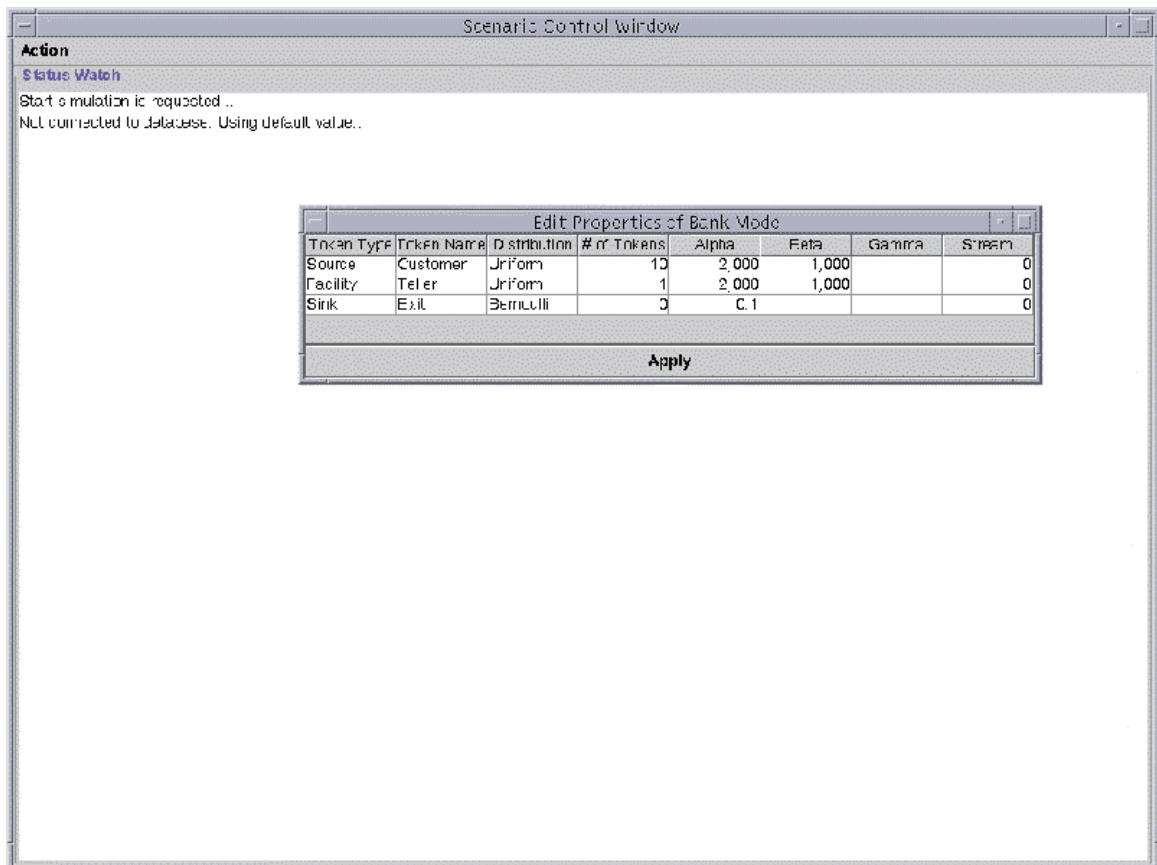 Scenario Control Window
Action
Status Watch
Start simulation is requested...
Not connected to database. Using default value..
Edit Properties of Bank Mode
Token Type Token Name Distribution # of Tokens Alpha Beta Gamma Stream
Source Customer Uniform 10 2,000 1,000 0
Facility Teller Uniform 1 2,000 1,000 0
Sink Exit Bernoulli 0 0.1 0
Apply